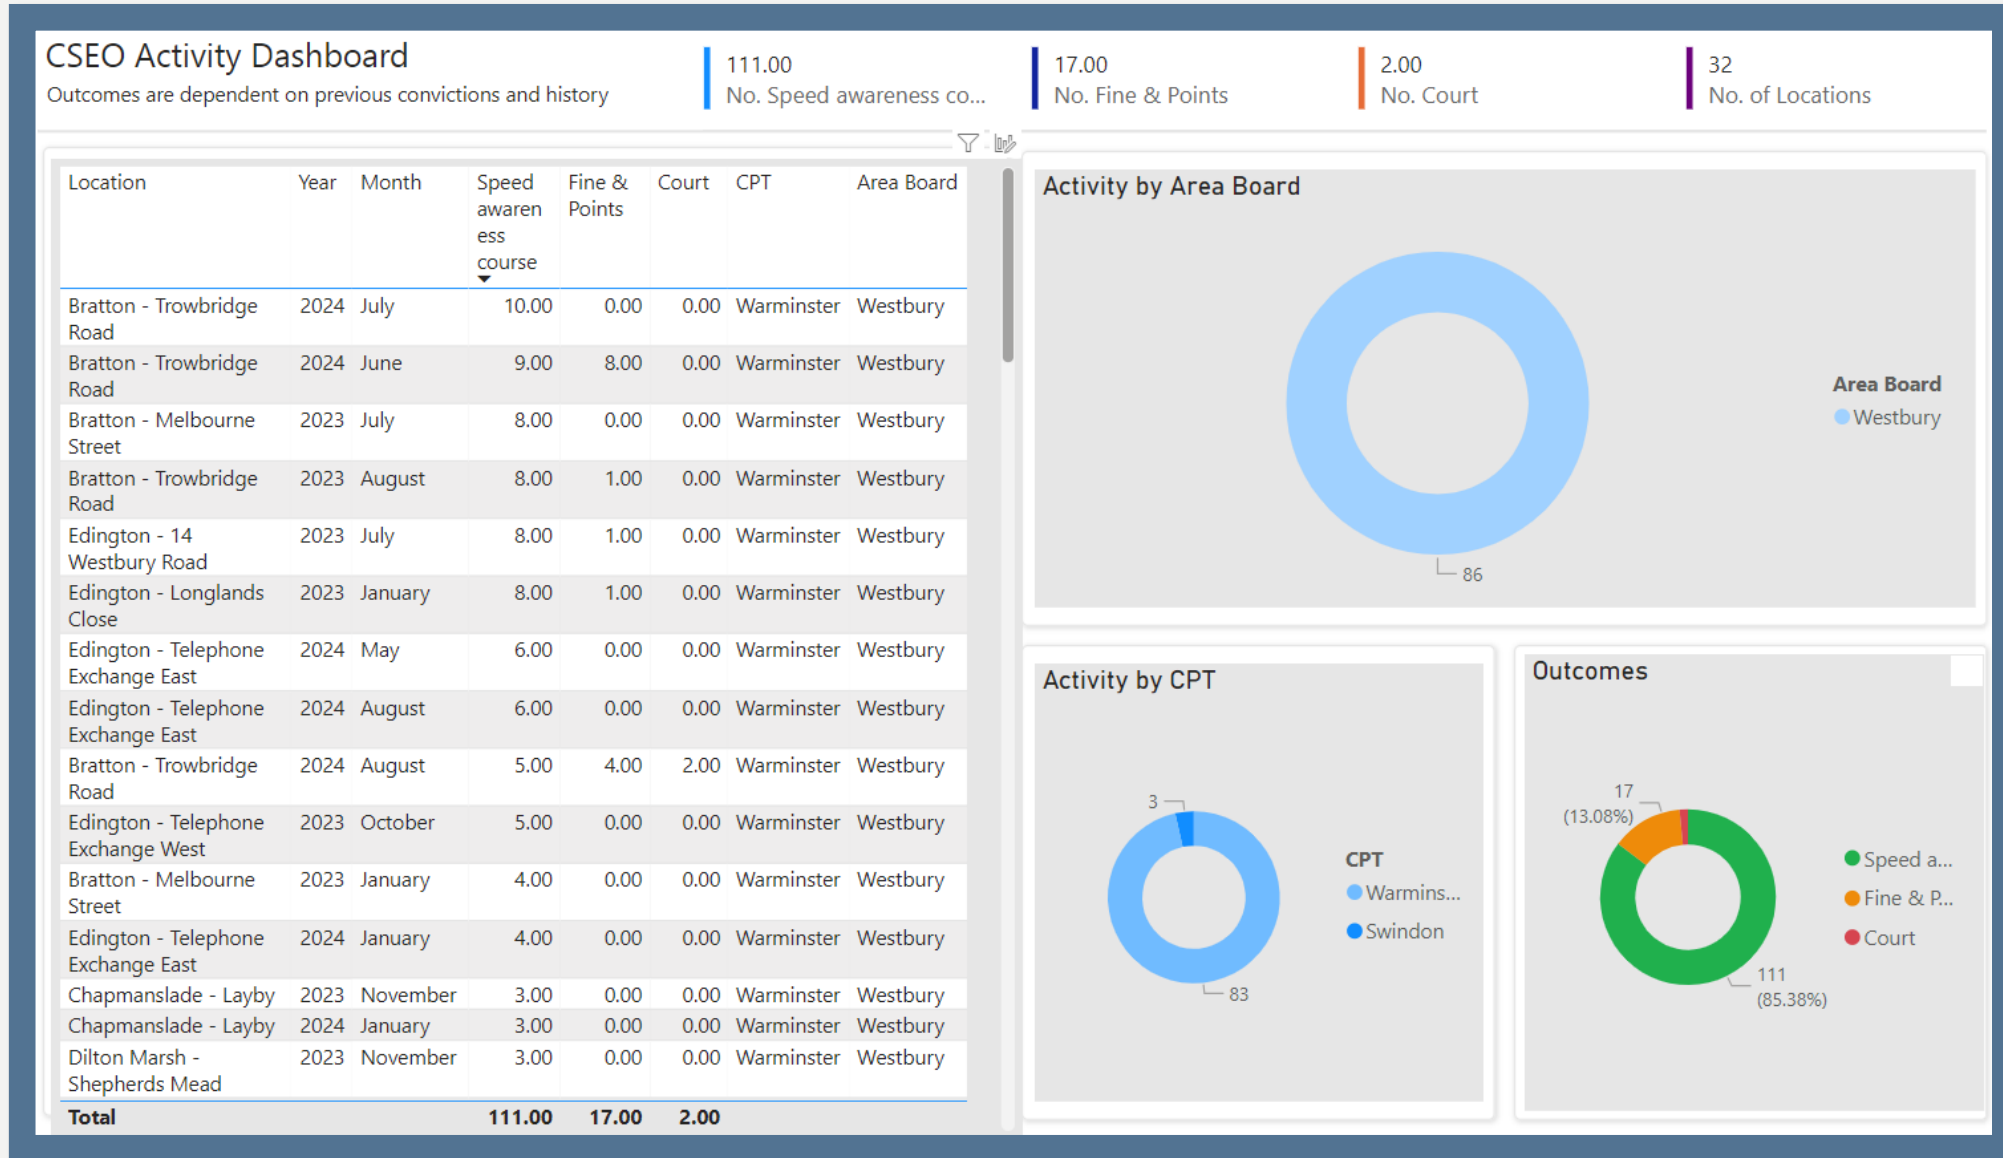 CSEO Activity Dashboard
Outcomes are dependent on previous convictions and history
111.00
No. Speed awareness co...
17.00
No. Fine & Points
2.00
No. Court
32
No. of Locations
Location Year Month Speed awaren ess course Fine & Points Court CPT Area Board
Bratton - Trowbridge Road 2024 July 10.00 0.00 0.00 Warminster Westbury
Bratton - Trowbridge Road 2024 June 9.00 8.00 0.00 Warminster Westbury
Bratton - Melbourne Street 2023 July 8.00 0.00 0.00 Warminster Westbury
Bratton - Trowbridge Road 2023 August 8.00 1.00 0.00 Warminster Westbury
Edington - 14 Westbury Road 2023 July 8.00 1.00 0.00 Warminster Westbury
Edington - Longlands Close 2023 January 8.00 1.00 0.00 Warminster Westbury
Edington - Telephone Exchange East 2024 May 6.00 0.00 0.00 Warminster Westbury
Edington - Telephone Exchange East 2024 August 6.00 0.00 0.00 Warminster Westbury
Bratton - Trowbridge Road 2024 August 5.00 4.00 2.00 Warminster Westbury
Edington - Telephone Exchange West 2023 October 5.00 0.00 0.00 Warminster Westbury
Bratton - Melbourne Street 2023 January 4.00 0.00 0.00 Warminster Westbury
Edington - Telephone Exchange East 2024 January 4.00 0.00 0.00 Warminster Westbury
Chapmanslade - Layby 2023 November 3.00 0.00 0.00 Warminster Westbury
Chapmanslade - Layby 2024 January 3.00 0.00 0.00 Warminster Westbury
Dilton Marsh - Shepherds Mead 2023 November 3.00 0.00 0.00 Warminster Westbury
Total 111.00 17.00 2.00
Activity by Area Board
Area Board
Westbury
86
Activity by CPT
3
CPT
Warmins...
Swindon
83
Outcomes
17
(13.08%)
Speed a...
Fine & P...
Court
111
(85.38%)